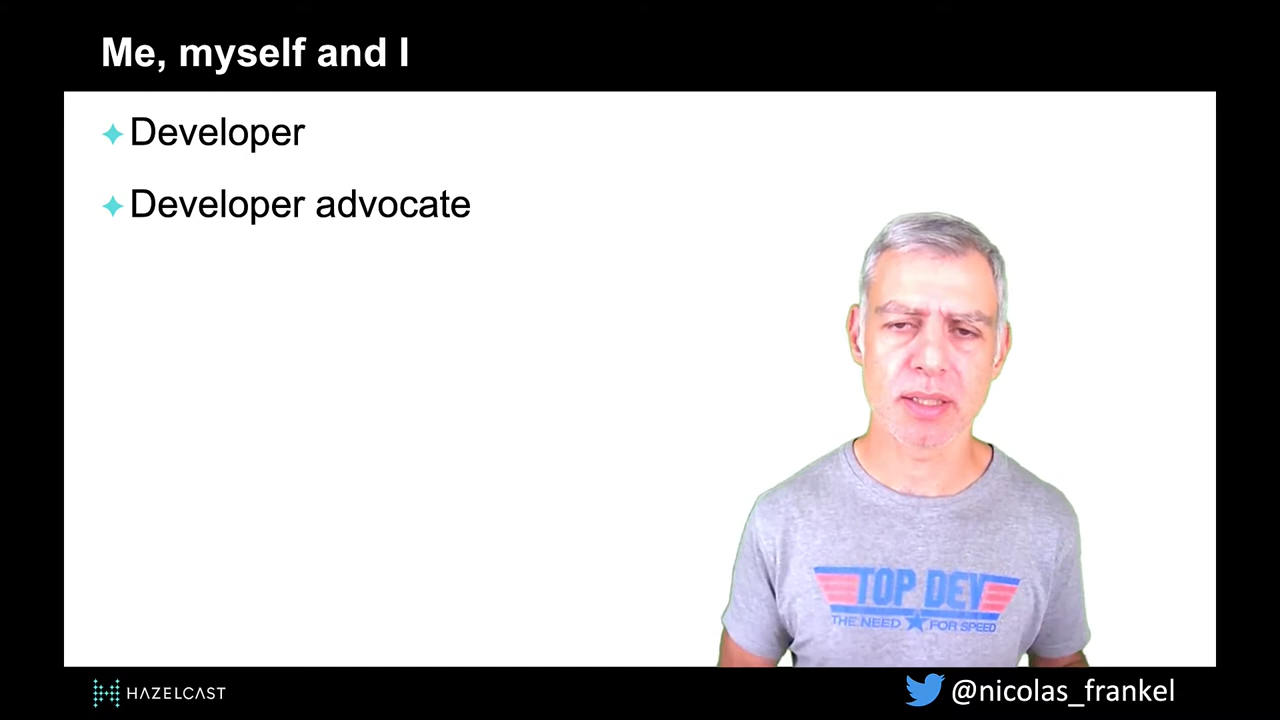 Me, myself and I
Developer
Developer advocate
TOP DEV
THE NEED FOR SPEED
HAZELCAST
@nicolas_frankel